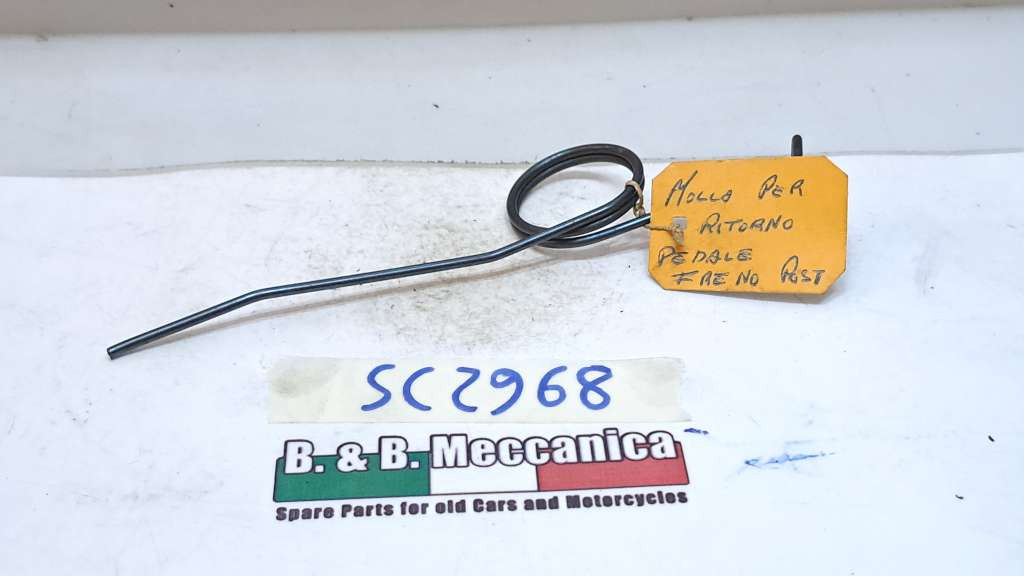 MOLLA PER
RITORNO
PEDALE
FRENO POST
SC2968
B. & B. Meccanica
Spare Parts for old Cars and Motorcycles